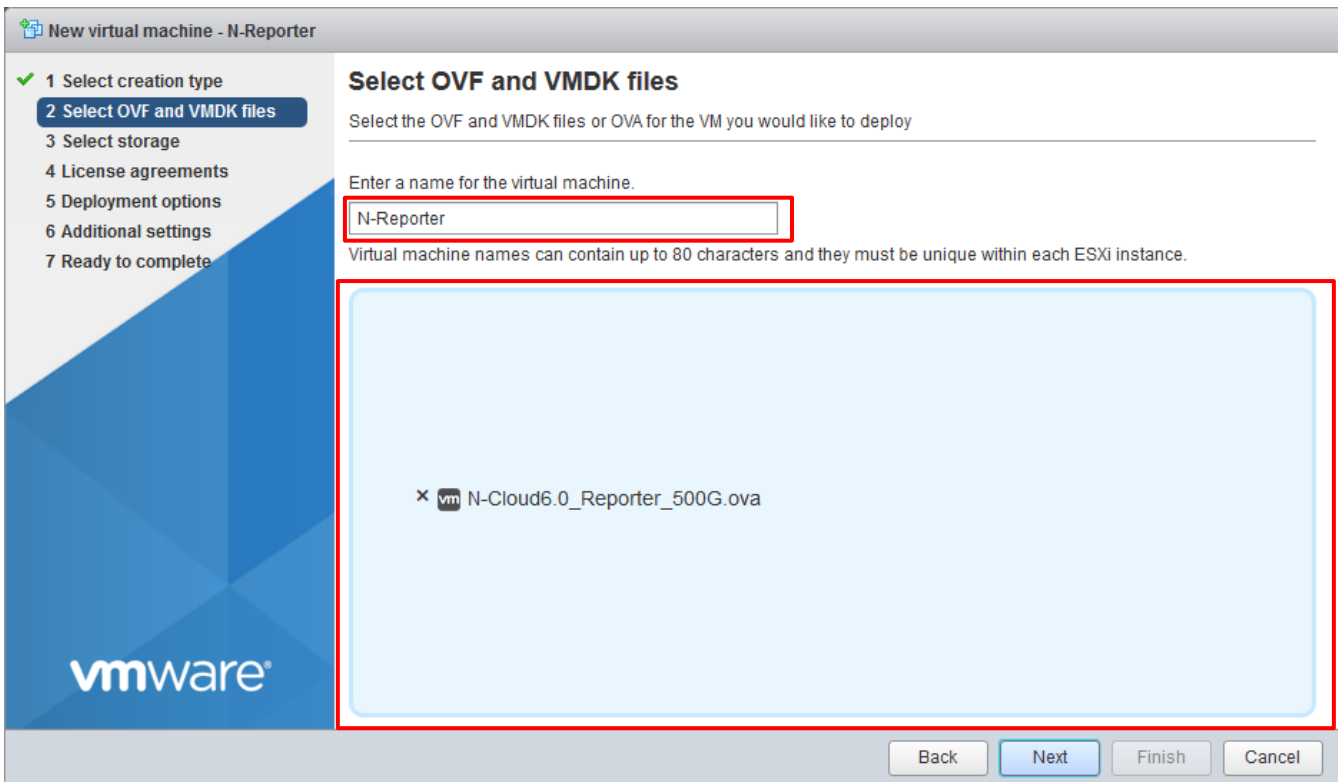 New virtual machine - N-Reporter
1 Select creation type
2 Select OVF and VMDK files
3 Select storage
4 License agreements
5 Deployment options
6 Additional settings
7 Ready to complete
vmware®
Select OVF and VMDK files
Select the OVF and VMDK files or OVA for the VM you would like to deploy
Enter a name for the virtual machine.
N-Reporter
Virtual machine names can contain up to 80 characters and they must be unique within each ESXi instance.
× vm N-Cloud6.0_Reporter_500G.ova
Back Next Finish Cancel